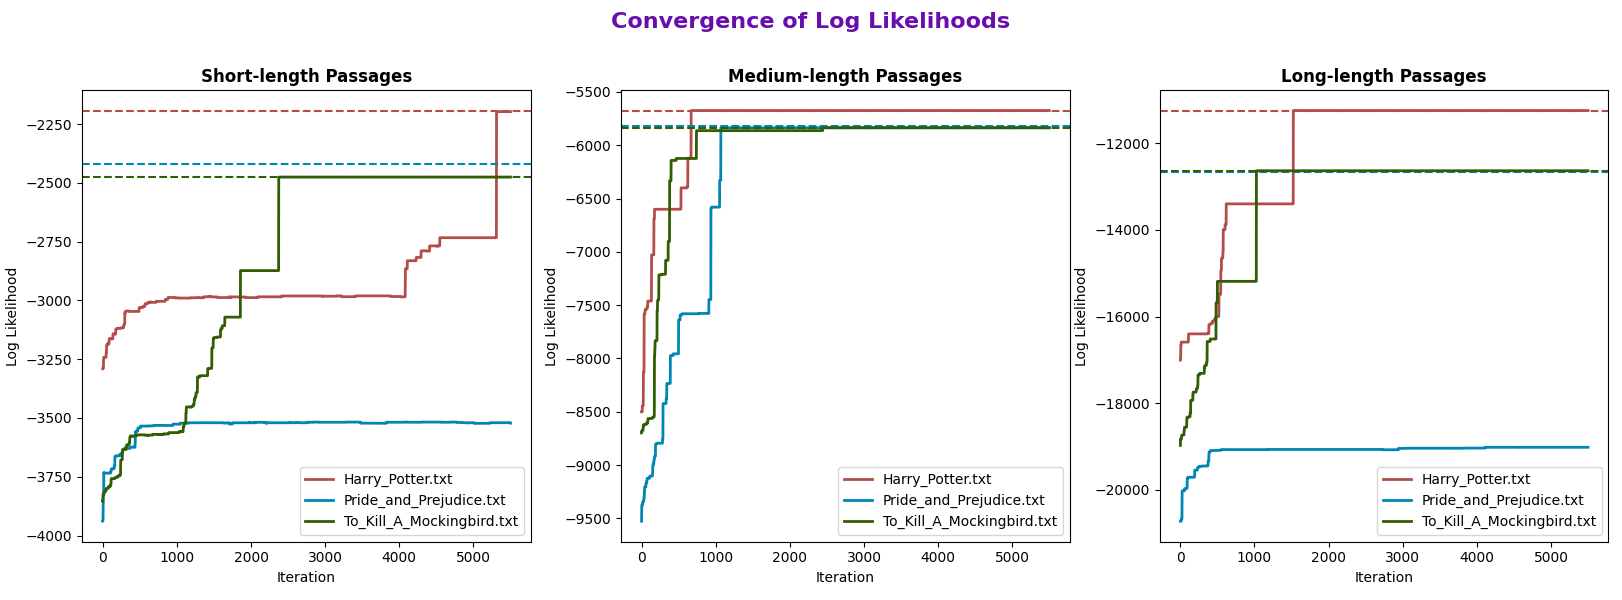 Convergence of Log Likelihoods
Short-length Passages
Log Likelihood
−2250
−2500
−2750
−3000
−3250
−3500
−3750
−4000
0 1000 2000 3000 4000 5000
Iteration
Harry_Potter.txt
Pride_and_Prejudice.txt
To_Kill_A_Mockingbird.txt
Medium-length Passages
Log Likelihood
−5500
−6000
−6500
−7000
−7500
−8000
−8500
−9000
−9500
0 1000 2000 3000 4000 5000
Iteration
Harry_Potter.txt
Pride_and_Prejudice.txt
To_Kill_A_Mockingbird.txt
Long-length Passages
Log Likelihood
−12000
−14000
−16000
−18000
−20000
0 1000 2000 3000 4000 5000
Iteration
Harry_Potter.txt
Pride_and_Prejudice.txt
To_Kill_A_Mockingbird.txt